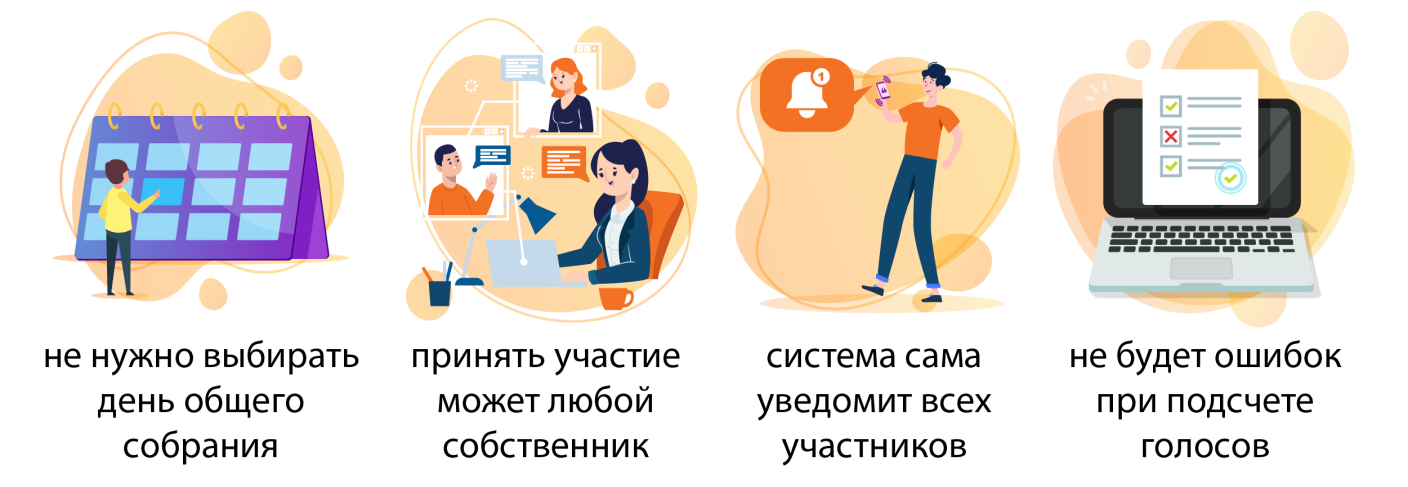 1
не нужно выбирать
день общего
собрания
принять участие
может любой
собственник
система сама
уведомит всех
участников
не будет ошибок
при подсчете
голосов